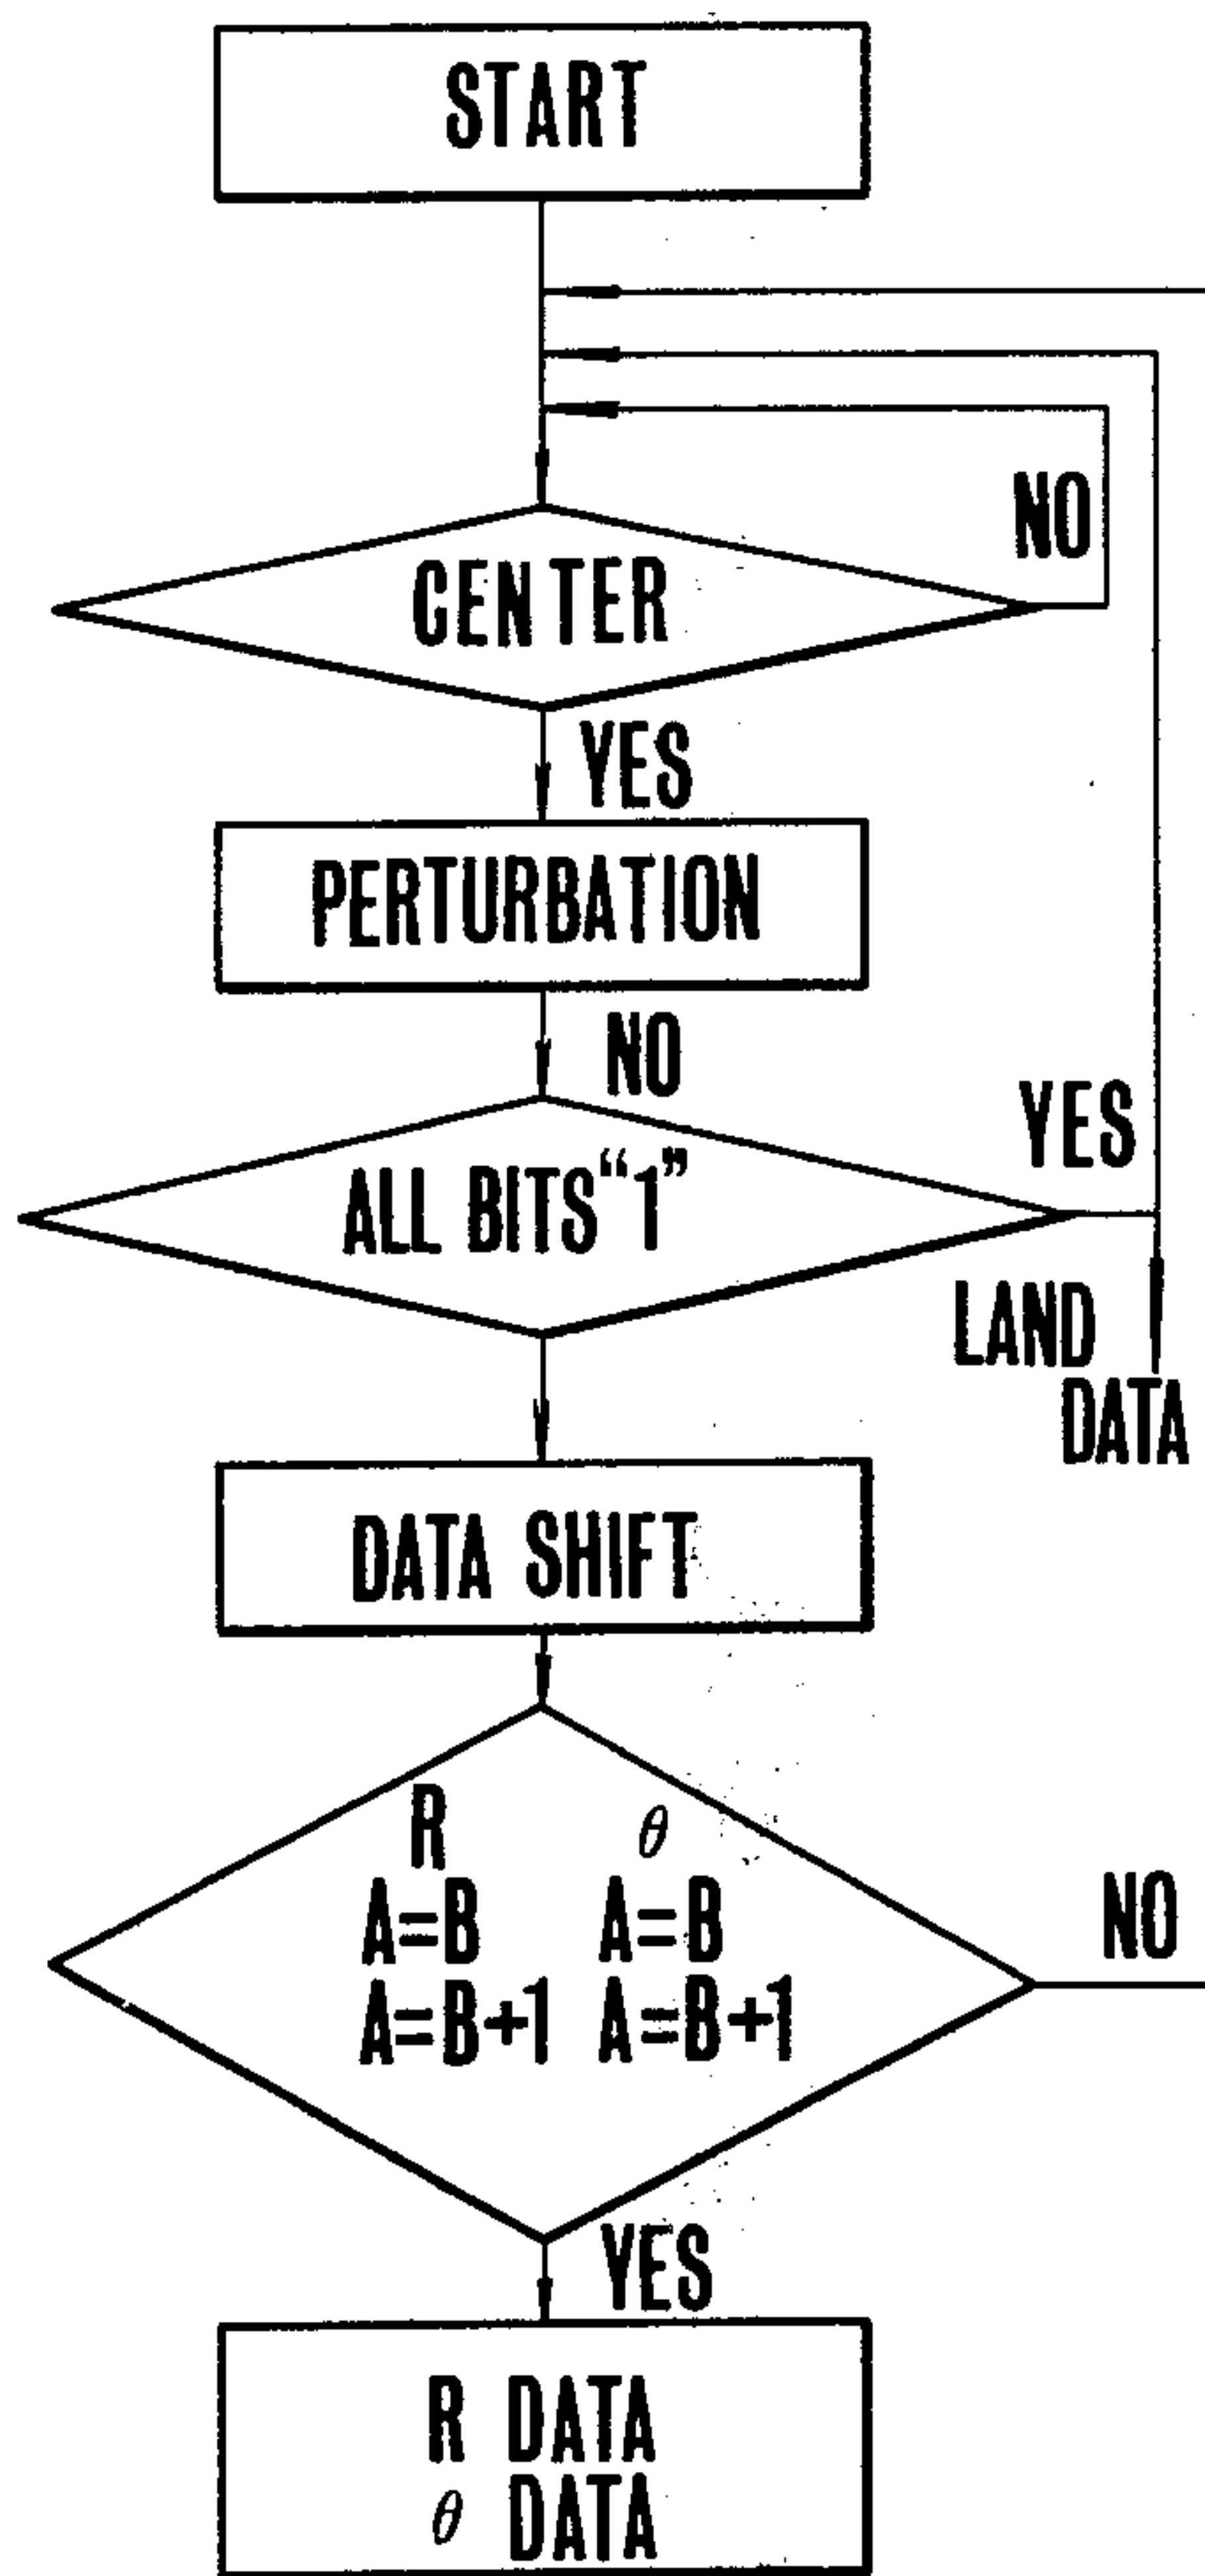 START
NO
CENTER
YES
PERTURBATION
NO
YES
ALL BITS“1”
LAND
DATA
DATA SHIFT
R θ
A=B A=B
NO
A=B+1 A=B+1
YES
R DATA
θ DATA